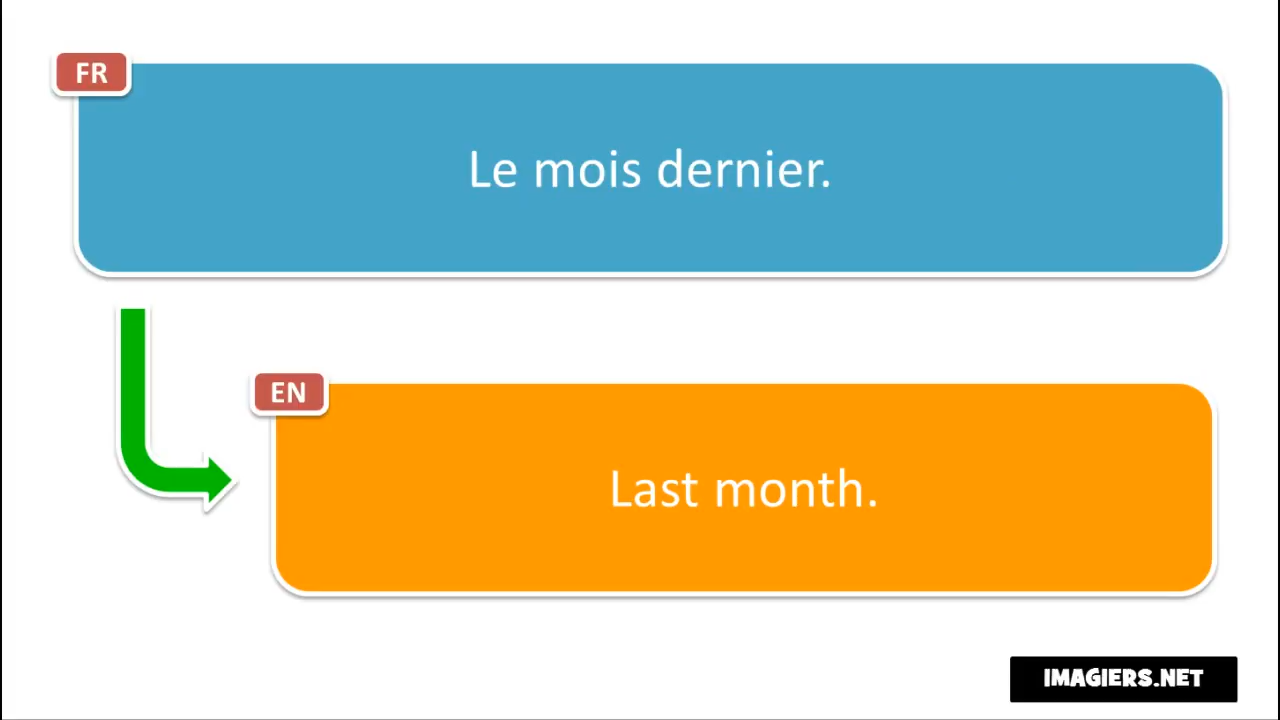 FR
Le mois dernier.
EN
Last month.
IMAGIERS.NET